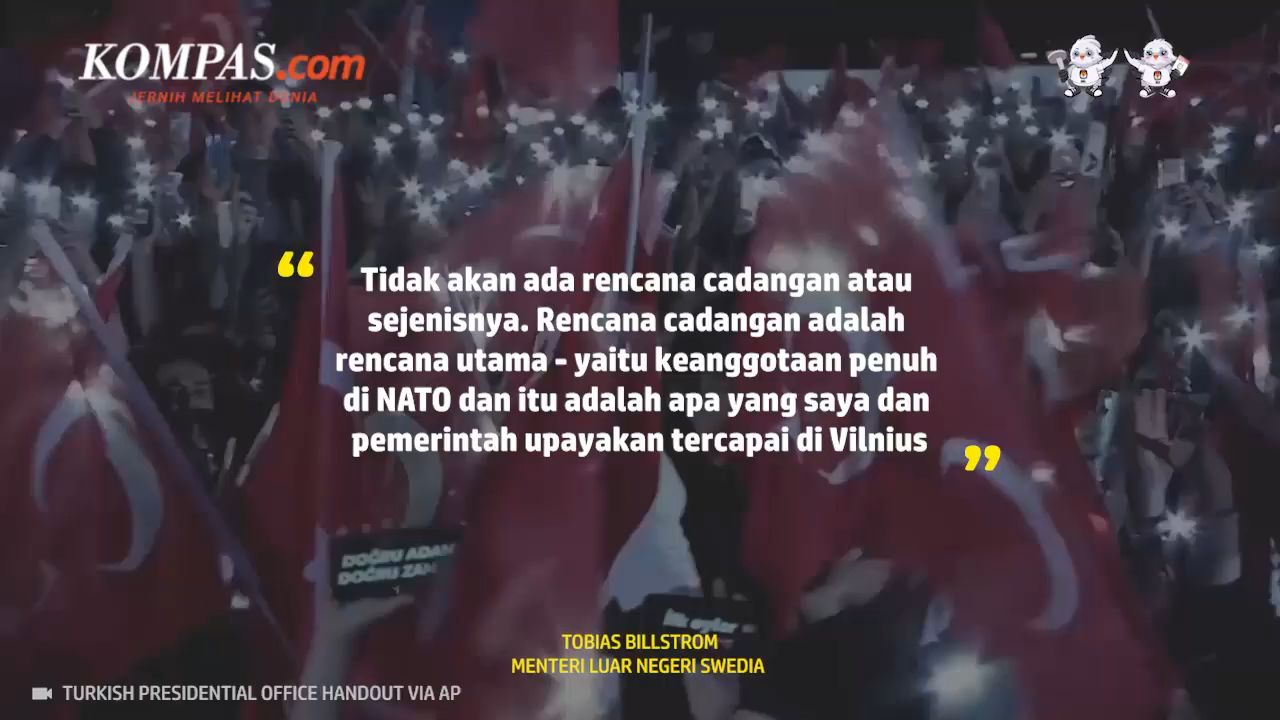 KOMPAS.com
JERNIH MELIHAT DUNIA
“ Tidak akan ada rencana cadangan atau
sejenisnya. Rencana cadangan adalah
rencana utama - yaitu keanggotaan penuh
di NATO dan itu adalah apa yang saya dan
pemerintah upayakan tercapai di Vilnius ”
DOĞRU ADAM
DOĞRU
TOBIAS BILLSTROM
MENTERI LUAR NEGERI SWEDIA
TURKISH PRESIDENTIAL OFFICE HANDOUT VIA AP